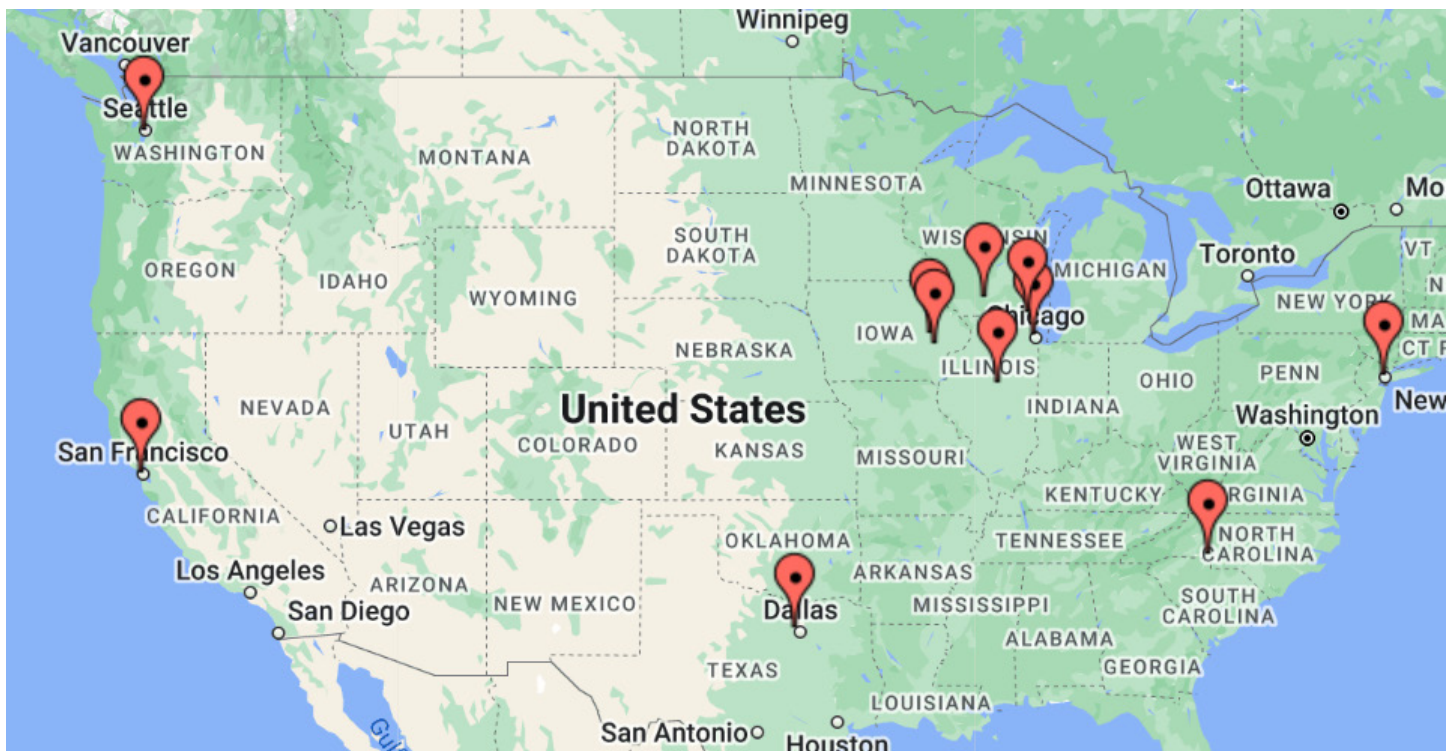 Winnipeg
Vancouver
Seattle
WASHINGTON
MONTANA
NORTH
DAKOTA
MINNESOTA
Ottawa
Mo
SOUTH
DAKOTA
WISCONSIN
MICHIGAN
Toronto
VT
N
OREGON
IDAHO
WYOMING
NEW YORK
MA
CT R
IOWA
Chicago
NEBRASKA
ILLINOIS
INDIANA
OHIO
PENN
New
NEVADA
UTAH
COLORADO
United States
KANSAS
MISSOURI
WEST
VIRGINIA
Washington
San Francisco
CALIFORNIA
KENTUCKY
VIRGINIA
Las Vegas
OKLAHOMA
TENNESSEE
NORTH
CAROLINA
Los Angeles
ARIZONA
NEW MEXICO
ARKANSAS
San Diego
Dallas
MISSISSIPPI
SOUTH
CAROLINA
ALABAMA
TEXAS
GEORGIA
LOUISIANA
San Antonio
Houston
Gul